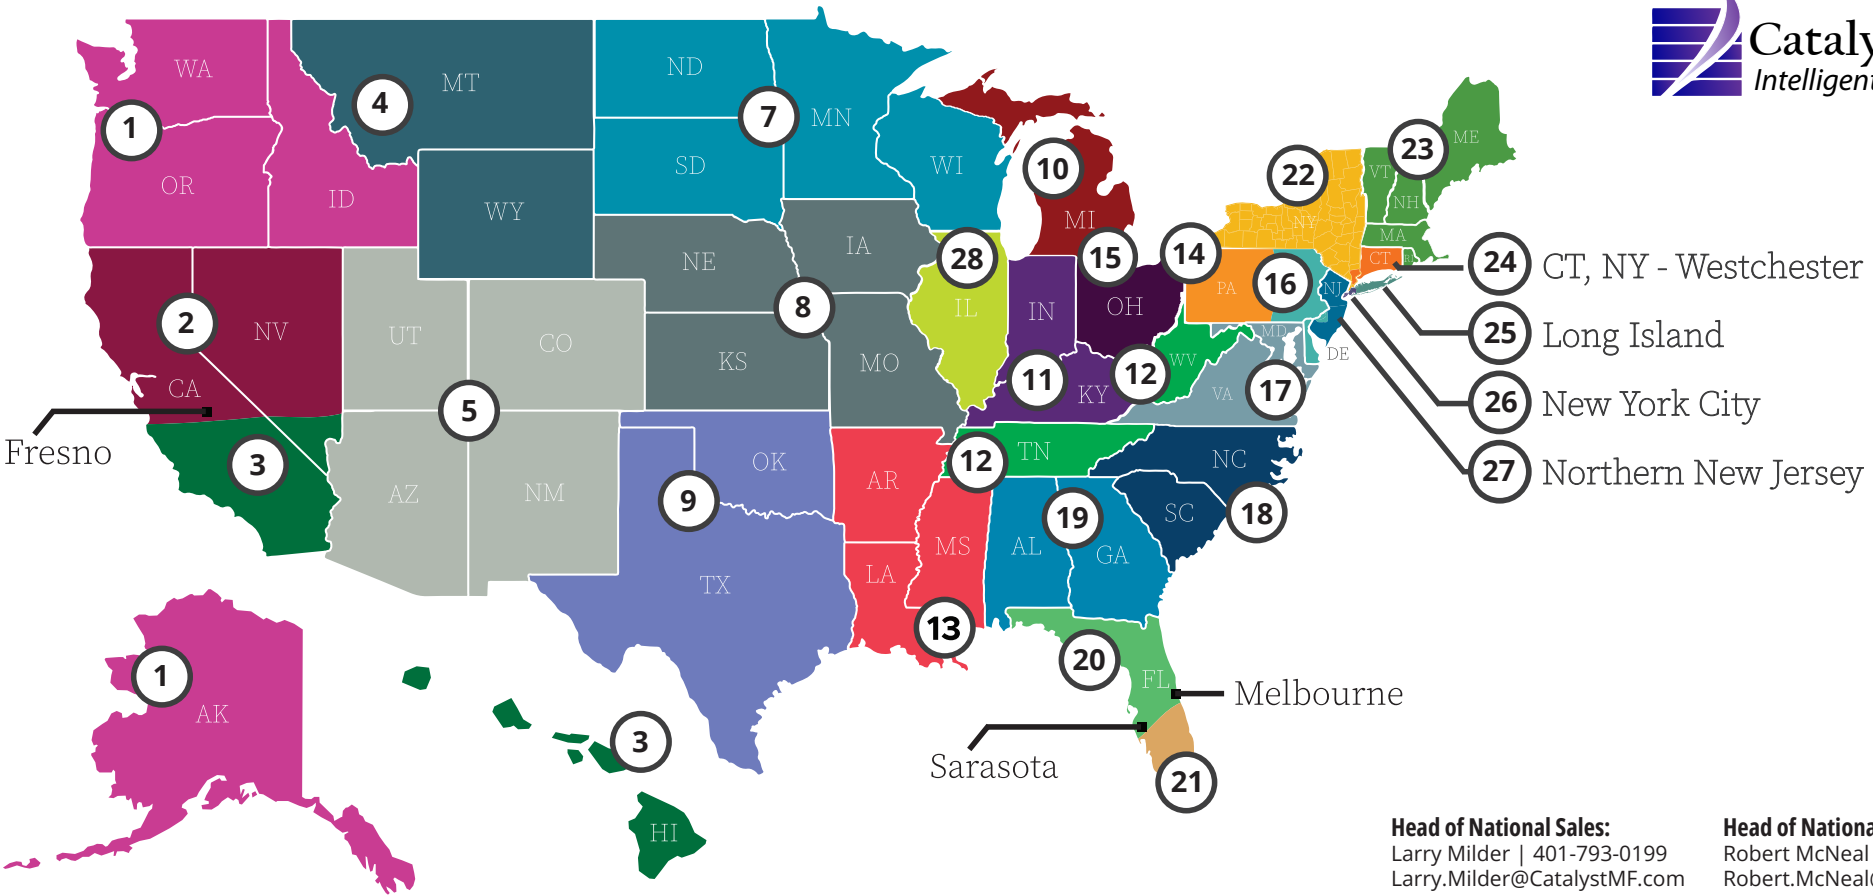 Cataly
Intelligent
WA
MT
ND
MN
4
7
1
OR
ID
WY
SD
WI
10
MI
ME
23
22
VT
NH
NY
MA
CT
24 CT, NY - Westchester
IA
NE
28
15
14
16
PA
NJ
2
NV
UT
CO
8
IL
IN
OH
25 Long Island
MD
DE
KS
MO
CA
11
KY
12
WV
VA
17
26 New York City
5
Fresno
3
OK
12
TN
NC
27 Northern New Jersey
AZ
NM
9
AR
SC
18
19
MS
AL
GA
TX
LA
13
20
FL
Melbourne
1
AK
Sarasota
3
21
HI
Head of National Sales:
Larry Milder | 401-793-0199
Larry.Milder@CatalystMF.com
Head of Nationa
Robert McNeal
Robert.McNeal